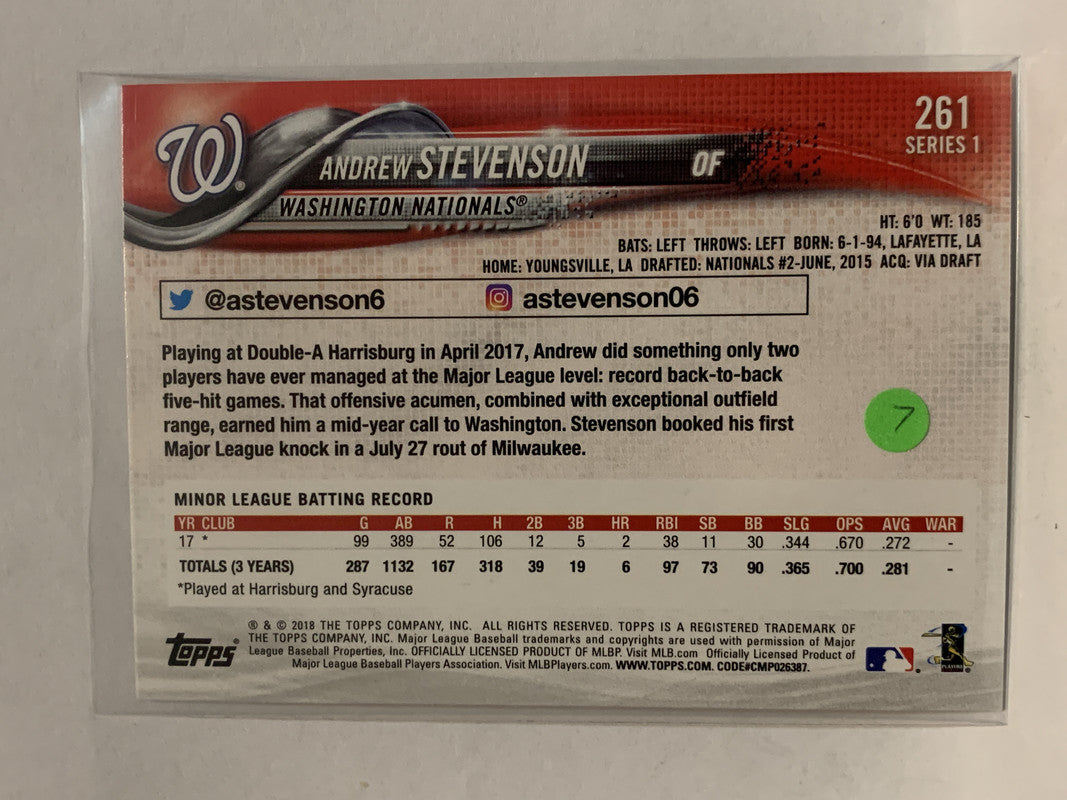 W
261
SERIES 1
ANDREW STEVENSON OF
WASHINGTON NATIONALS®
HT: 6'0 WT: 185
BATS: LEFT THROWS: LEFT BORN: 6-1-94, LAFAYETTE, LA
HOME: YOUNGSVILLE, LA DRAFTED: NATIONALS #2-JUNE, 2015 ACQ: VIA DRAFT
@astevenson6 astevenson06
Playing at Double-A Harrisburg in April 2017, Andrew did something only two
players have ever managed at the Major League level: record back-to-back
five-hit games. That offensive acumen, combined with exceptional outfield
range, earned him a mid-year call to Washington. Stevenson booked his first
Major League knock in a July 27 rout of Milwaukee.
7
MINOR LEAGUE BATTING RECORD
YR CLUB G AB R H 2B 3B HR RBI SB BB SLG OPS AVG WAR
17 * 99 389 52 106 12 5 2 38 11 30 .344 .670 .272 -
TOTALS (3 YEARS) 287 1132 167 318 39 19 6 97 73 90 .365 .700 .281 -
*Played at Harrisburg and Syracuse
Topps®
® & © 2018 THE TOPPS COMPANY, INC. ALL RIGHTS RESERVED. TOPPS IS A REGISTERED TRADEMARK OF
THE TOPPS COMPANY, INC. Major League Baseball trademarks and copyrights are used with permission of Major
League Baseball Properties, Inc. OFFICIALLY LICENSED PRODUCT OF MLBP. Visit MLB.com Officially Licensed Product of
Major League Baseball Players Association. Visit MLBPlayers.com. WWW.TOPPS.COM. CODE#CMP026387.
PLAYERS